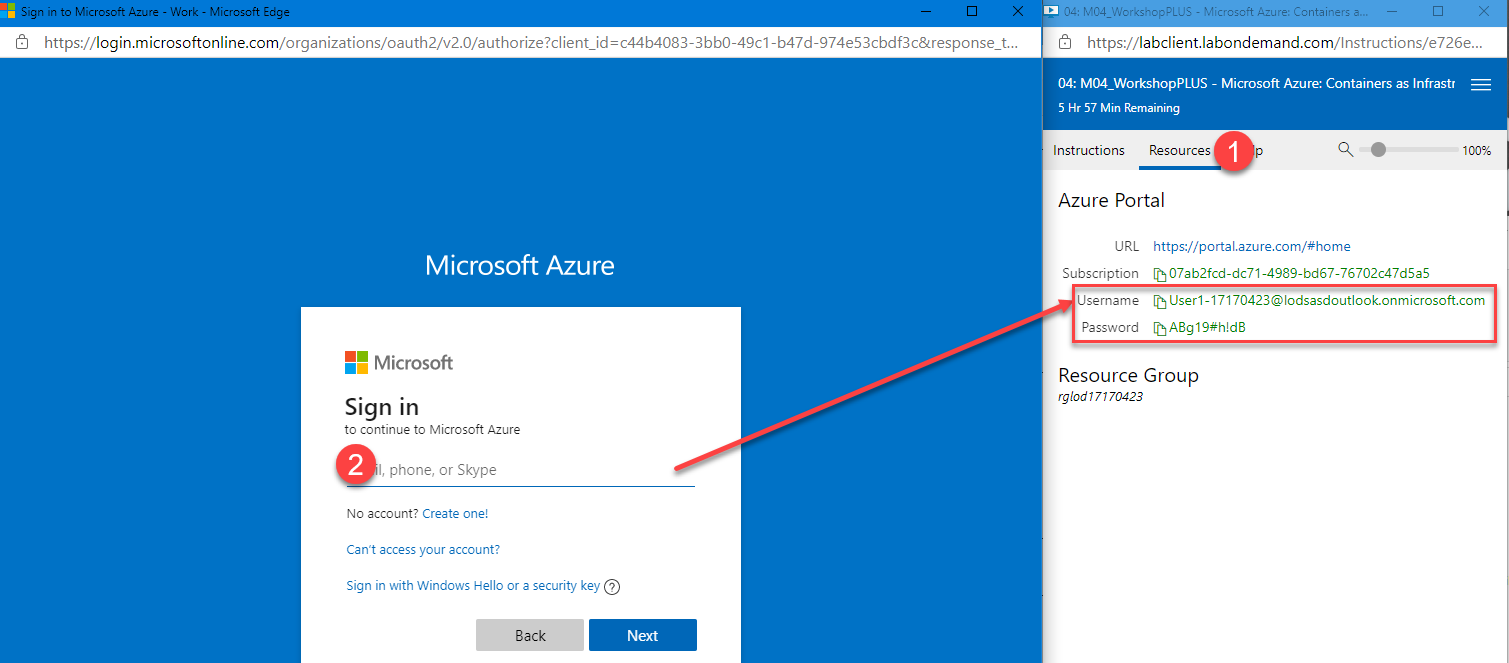 Sign in to Microsoft Azure - Work - Microsoft Edge
https://login.microsoftonline.com/organizations/oauth2/v2.0/authorize?client_id=c44b4083-3bb0-49c1-b47d-974e53cbdf3c&response_t...
Microsoft Azure
Microsoft
Sign in
to continue to Microsoft Azure
2
il, phone, or Skype
No account? Create one!
Can't access your account?
Sign in with Windows Hello or a security key ?
Back Next
04: M04_WorkshopPLUS - Microsoft Azure: Containers a...
https://labclient.labondemand.com/Instructions/e726e...
04: M04_WorkshopPLUS - Microsoft Azure: Containers as Infrastr
5 Hr 57 Min Remaining
Instructions Resources 1 lp 100%
Azure Portal
URL https://portal.azure.com/#home
Subscription 07ab2fcd-dc71-4989-bd67-76702c47d5a5
Username User1-17170423@lodsasdoutlook.onmicrosoft.com
Password ABg19#h!dB
Resource Group
rglod17170423